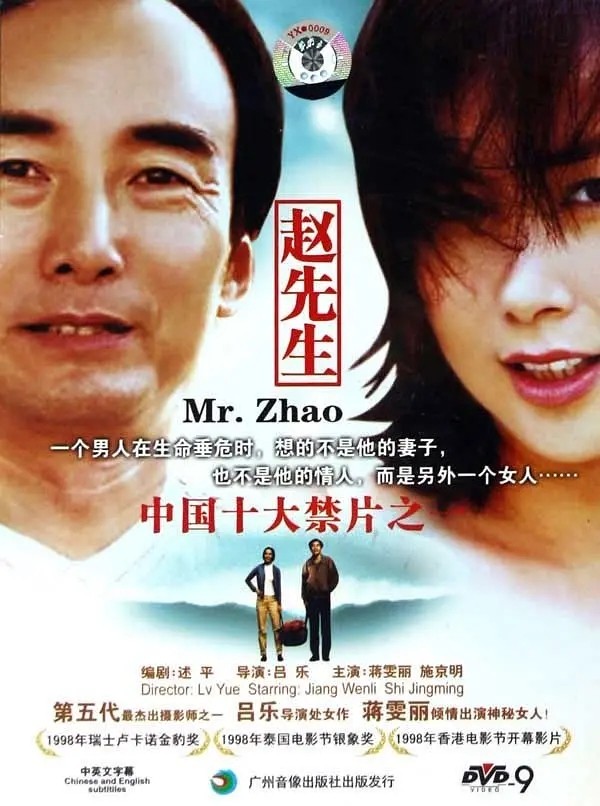 YX●0009
赵先生
Mr. Zhao
一个男人在生命垂危时，想的不是他的妻子，
也不是他的情人，而是另外一个女人……
中国十大禁片之一
编剧：述 平 导演：吕 乐 主演：蒋雯丽 施京明
Director: Lv Yue Starring: Jiang Wenli Shi Jingming
第五代最杰出摄影师之一 吕乐导演处女作 蒋雯丽倾情出演神秘女人！
1998年瑞士卢卡诺金豹奖 1998年泰国电影节银象奖 1998年香港电影节开幕影片
中英文字幕
Chinese and English
subtitiles
广州音像出版社出版发行
DVD-9
VIDEO